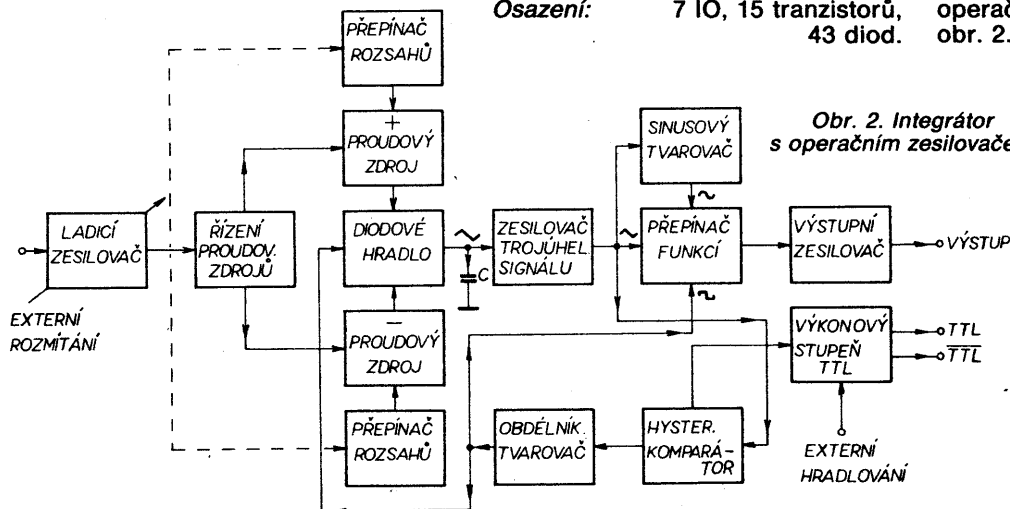 Osazení: 7 IO, 15 tranzistorů,
43 diod.
operač
obr. 2.
Obr. 2. Integrátor
s operačním zesilovače
PŘEPÍNAČ
ROZSAHŮ
+
PROUDOVÝ
ZDROJ
SINUSOVÝ
TVAROVAČ
LADICÍ
ZESILOVAČ
ŘÍZENÍ
PROUDOV.
ZDROJŮ
DIODOVÉ
HRADLO
C
ZESILOVAČ
TROJÚHEL.
SIGNÁLU
PŘEPÍNAČ
FUNKCÍ
VÝSTUPNÍ
ZESILOVAČ
VÝSTUP
EXTERNÍ
ROZMÍTÁNÍ
−
PROUDOVÝ
ZDROJ
VÝKONOVÝ
STUPEŇ
TTL
TTL
TTL
PŘEPÍNAČ
ROZSAHŮ
OBDÉLNÍK.
TVAROVAČ
HYSTER.
KOMPARÁ-
TOR
EXTERNÍ
HRADLOVÁNÍ